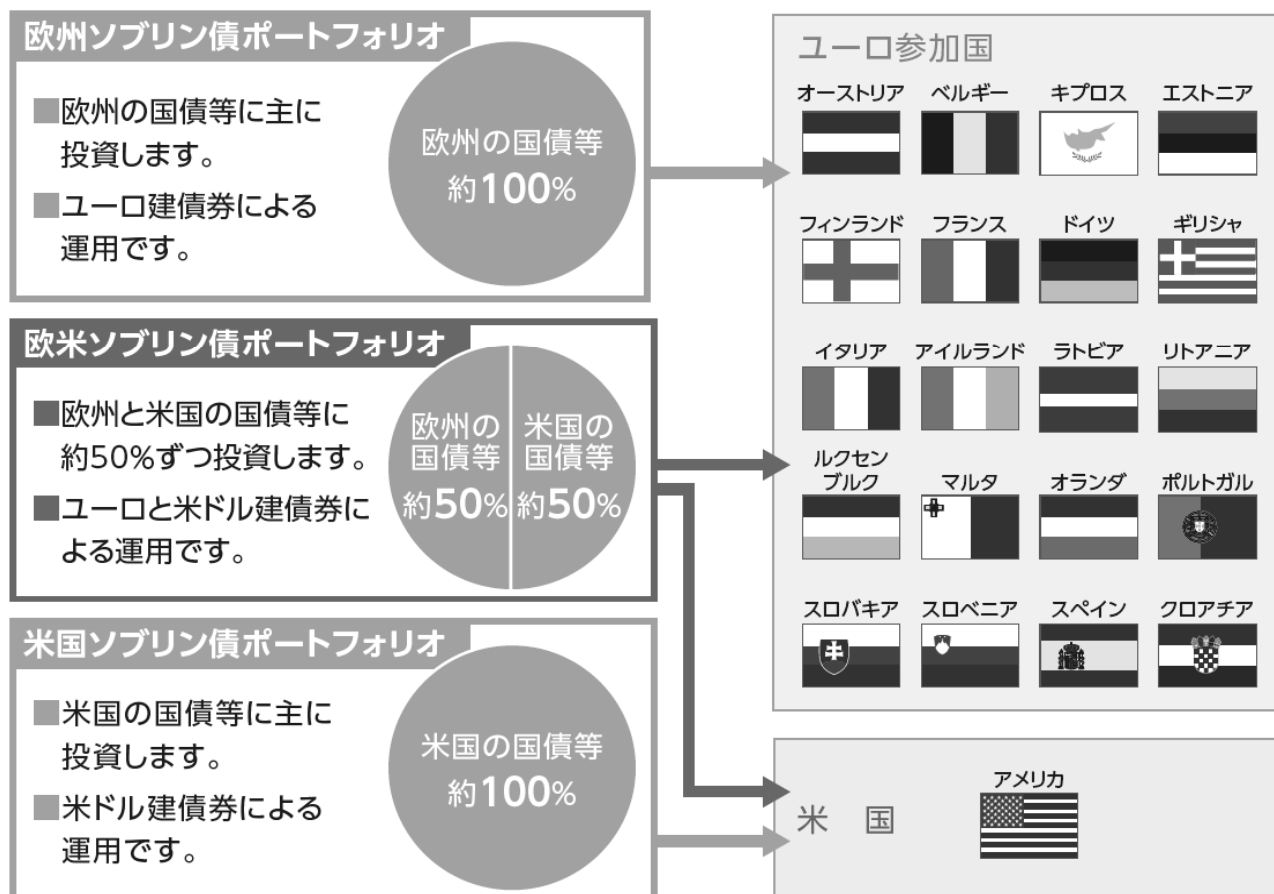 欧州ソブリン債ポートフォリオ
■欧州の国債等に主に
投資します。
■ユーロ建債券による
運用です。
欧州の国債等
約100%
欧米ソブリン債ポートフォリオ
■欧州と米国の国債等に
約50%ずつ投資します。
■ユーロと米ドル建債券に
よる運用です。
欧州の
国債等
約50%
米国の
国債等
約50%
米国ソブリン債ポートフォリオ
■米国の国債等に主に
投資します。
■米ドル建債券による
運用です。
米国の国債等
約100%
ユーロ参加国
オーストリア ベルギー キプロス エストニア
フィンランド フランス ドイツ ギリシャ
イタリア アイルランド ラトビア リトアニア
ルクセン
ブルク マルタ オランダ ポルトガル
スロバキア スロベニア スペイン クロアチア
米 国
アメリカ